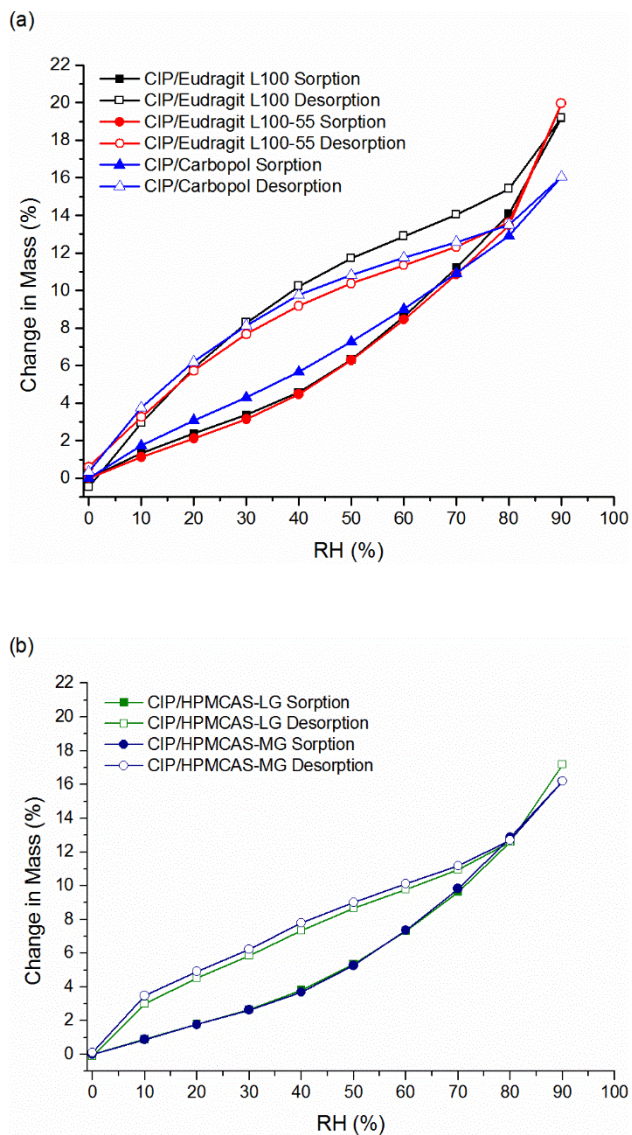 (a)
CIP/Eudragit L100 Sorption
CIP/Eudragit L100 Desorption
CIP/Eudragit L100-55 Sorption
CIP/Eudragit L100-55 Desorption
CIP/Carbopol Sorption
CIP/Carbopol Desorption
22
20
18
16
14
12
10
8
6
4
2
0
Change in Mass (%)
0 10 20 30 40 50 60 70 80 90 100
RH (%)
(b)
CIP/HPMCAS-LG Sorption
CIP/HPMCAS-LG Desorption
CIP/HPMCAS-MG Sorption
CIP/HPMCAS-MG Desorption
22
20
18
16
14
12
10
8
6
4
2
0
Change in Mass (%)
0 10 20 30 40 50 60 70 80 90 100
RH (%)